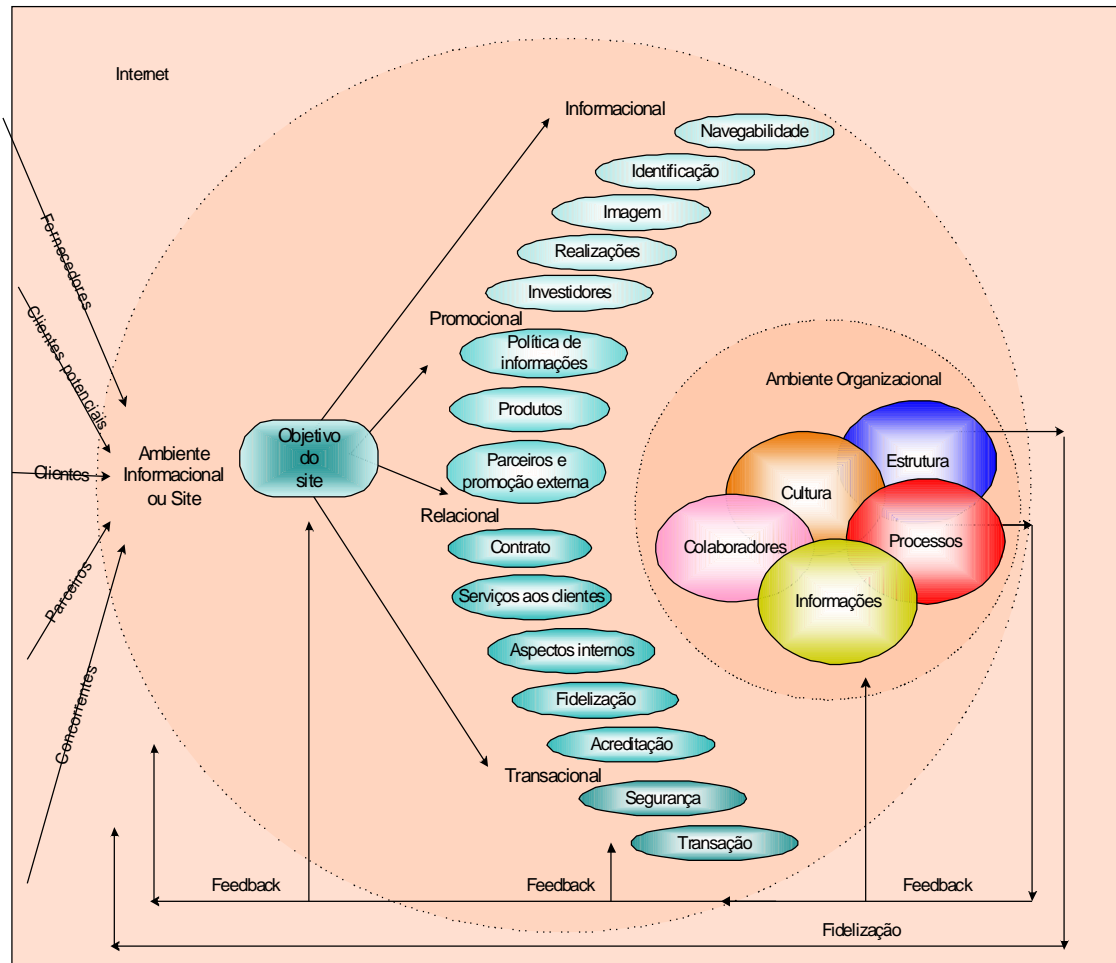 Internet
Informacional
Navegabilidade
Identificação
Imagem
Realizações
Investidores
Promocional
Política de
informações
Produtos
Parceiros e
promoção externa
Relacional
Contrato
Serviços aos clientes
Aspectos internos
Fidelização
Acreditação
Transacional
Segurança
Transação
Fornecedores
Clientes potenciais
Clientes
Parceiros
Concorrentes
Ambiente
Informacional
ou Site
Objetivo
do
site
Ambiente Organizacional
Estrutura
Cultura
Colaboradores
Processos
Informações
Feedback
Feedback
Feedback
Fidelização